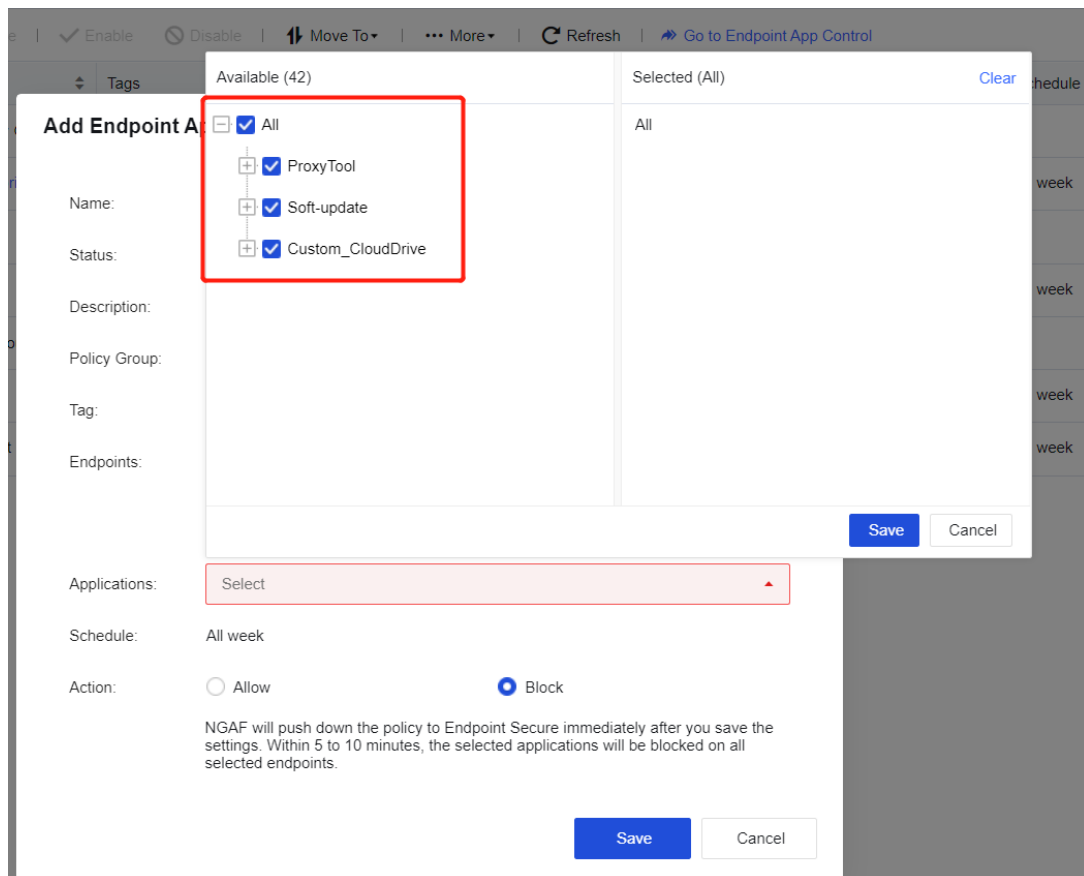 e | Enable Disable | Move To | ••• More | Refresh | Go to Endpoint App Control
Tags
Available (42)
Selected (All)
Clear
hedule
Add Endpoint A
All
All
ProxyTool
week
Name:
Soft-update
Status:
Custom_CloudDrive
week
Description:
Policy Group:
week
Tag:
week
Endpoints:
Save
Cancel
Applications:
Select
Schedule:
All week
Action:
Allow
Block
NGAF will push down the policy to Endpoint Secure immediately after you save the
settings. Within 5 to 10 minutes, the selected applications will be blocked on all
selected endpoints.
Save
Cancel